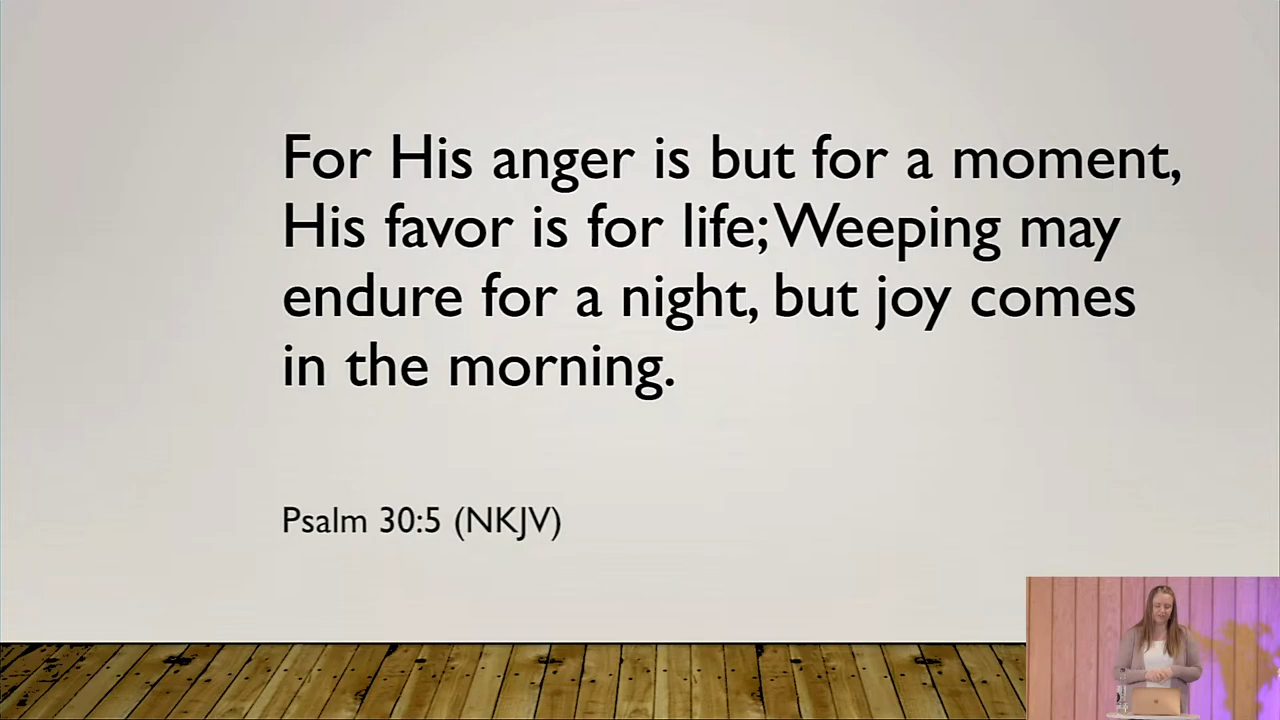 For His anger is but for a moment,
His favor is for life; Weeping may
endure for a night, but joy comes
in the morning.
Psalm 30:5 (NKJV)